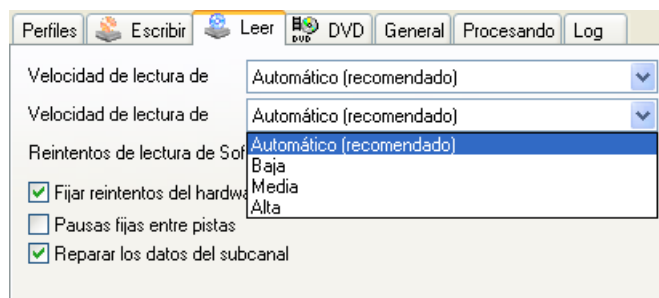 Perfiles Escribir Leer DVD DVD General Procesando Log
Velocidad de lectura de Automático (recomendado)
Velocidad de lectura de Automático (recomendado)
Automático (recomendado)
Reintentos de lectura de Sof
Baja
Media
Fijar reintentos del hardwa
Alta
Pausas fijas entre pistas
Reparar los datos del subcanal